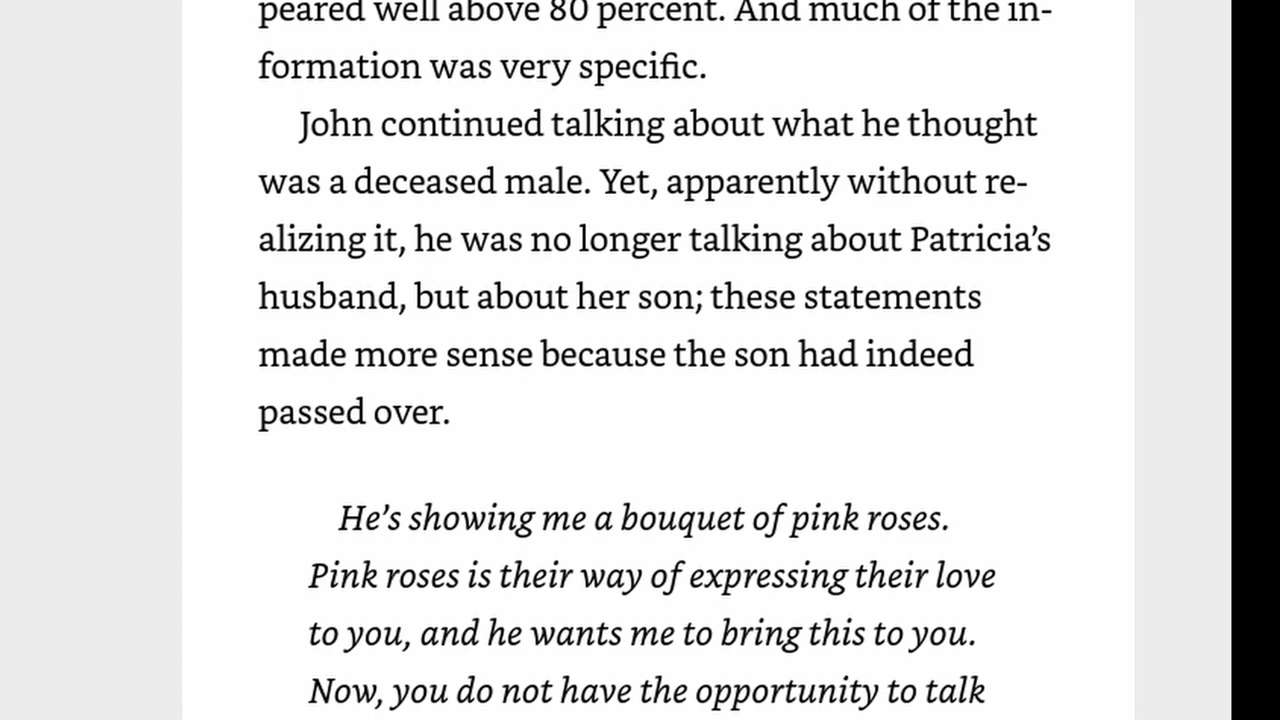 peared well above 80 percent. And much of the in-
formation was very specific.
John continued talking about what he thought
was a deceased male. Yet, apparently without re-
alizing it, he was no longer talking about Patricia’s
husband, but about her son; these statements
made more sense because the son had indeed
passed over.
He’s showing me a bouquet of pink roses.
Pink roses is their way of expressing their love
to you, and he wants me to bring this to you.
Now, you do not have the opportunity to talk